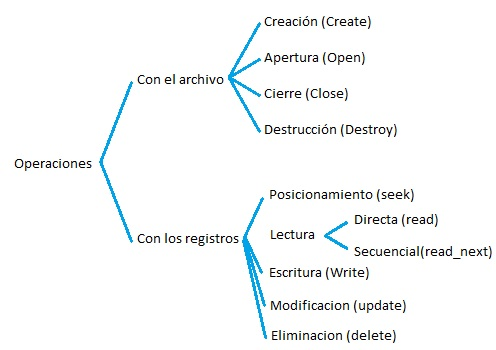 Operaciones
Con el archivo
Creación (Create)
Apertura (Open)
Cierre (Close)
Destrucción (Destroy)
Con los registros
Posicionamiento (seek)
Lectura
Directa (read)
Secuencial(read_next)
Escritura (Write)
Modificacion (update)
Eliminacion (delete)